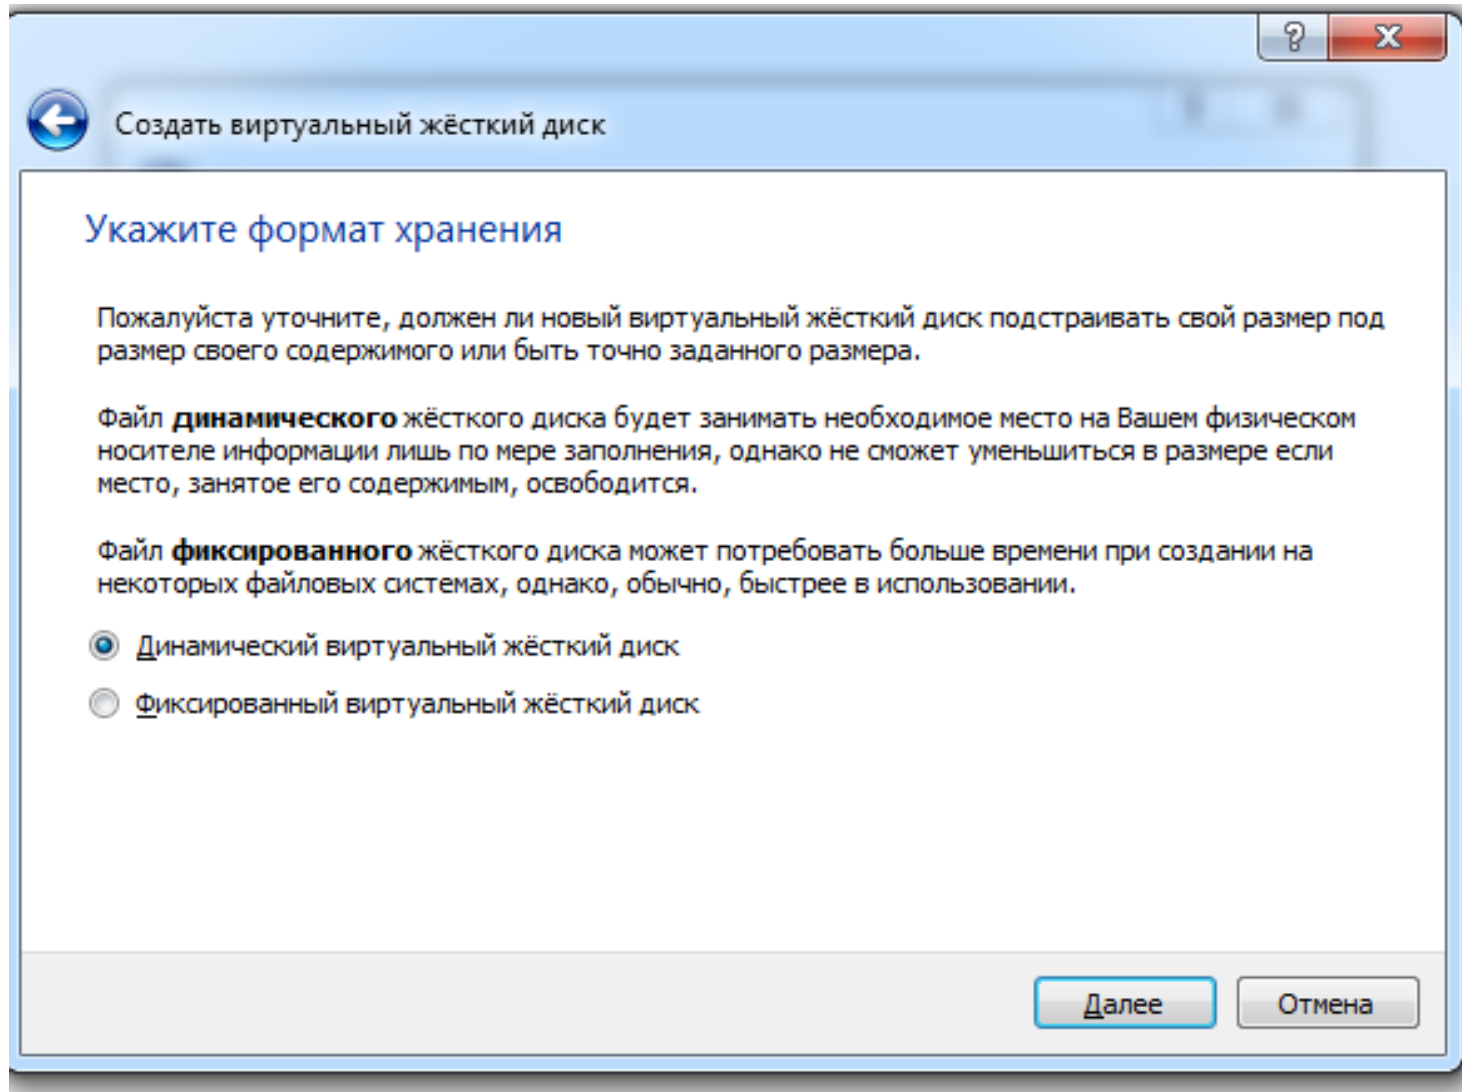 ?
X
Создать виртуальный жёсткий диск
Укажите формат хранения
Пожалуйста уточните, должен ли новый виртуальный жёсткий диск подстраивать свой размер под
размер своего содержимого или быть точно заданного размера.
Файл динамического жёсткого диска будет занимать необходимое место на Вашем физическом
носителе информации лишь по мере заполнения, однако не сможет уменьшиться в размере если
место, занятое его содержимым, освободится.
Файл фиксированного жёсткого диска может потребовать больше времени при создании на
некоторых файловых системах, однако, обычно, быстрее в использовании.
Динамический виртуальный жёсткий диск
Фиксированный виртуальный жёсткий диск
Далее
Отмена